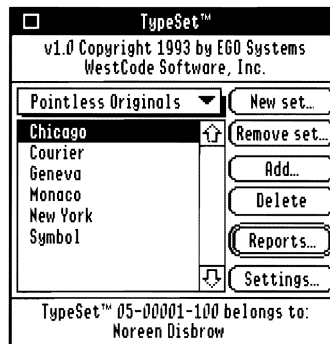 TypeSet™
v1.0 Copyright 1993 by EGO Systems
WestCode Software, Inc.
Pointless Originals
New set...
Chicago
Remove set...
Courier
Geneva
Add...
Monaco
Delete
New York
Symbol
Reports...
Settings...
TypeSet™ 05-00001-100 belongs to:
Noreen Disbrow